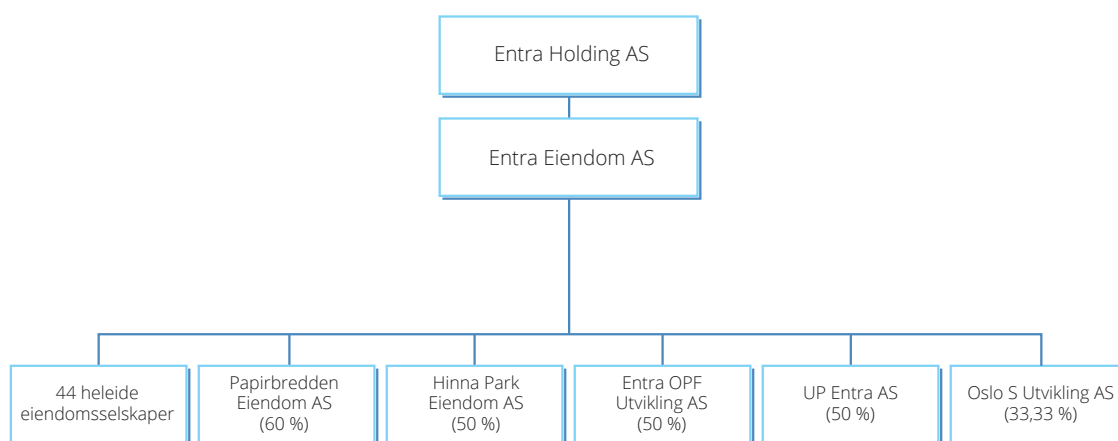 Entra Holding AS
Entra Eiendom AS
44 heleide
eiendomsselskaper
Papirbredden
Eiendom AS
(60 %)
Hinna Park
Eiendom AS
(50 %)
Entra OPF
Utvikling AS
(50 %)
UP Entra AS
(50 %)
Oslo S Utvikling AS
(33,33 %)